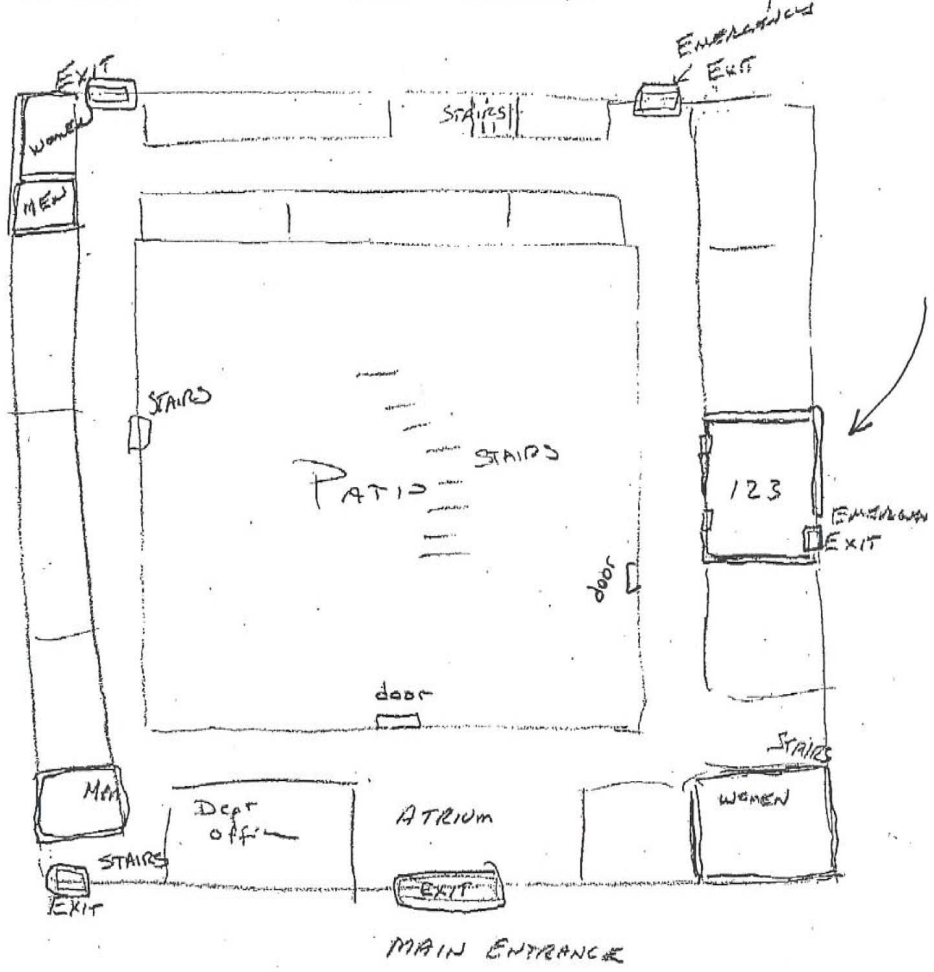 EMERGENCY
EXIT
EXIT
STAIRS
WOMEN
MEN
STAIRS
STAIRS
PATIO
123
EXIT
door
door
STAIRS
MEN
Dept
WOMEN
ATRIUM
STAIRS
EXIT
EXIT
MAIN ENTRANCE